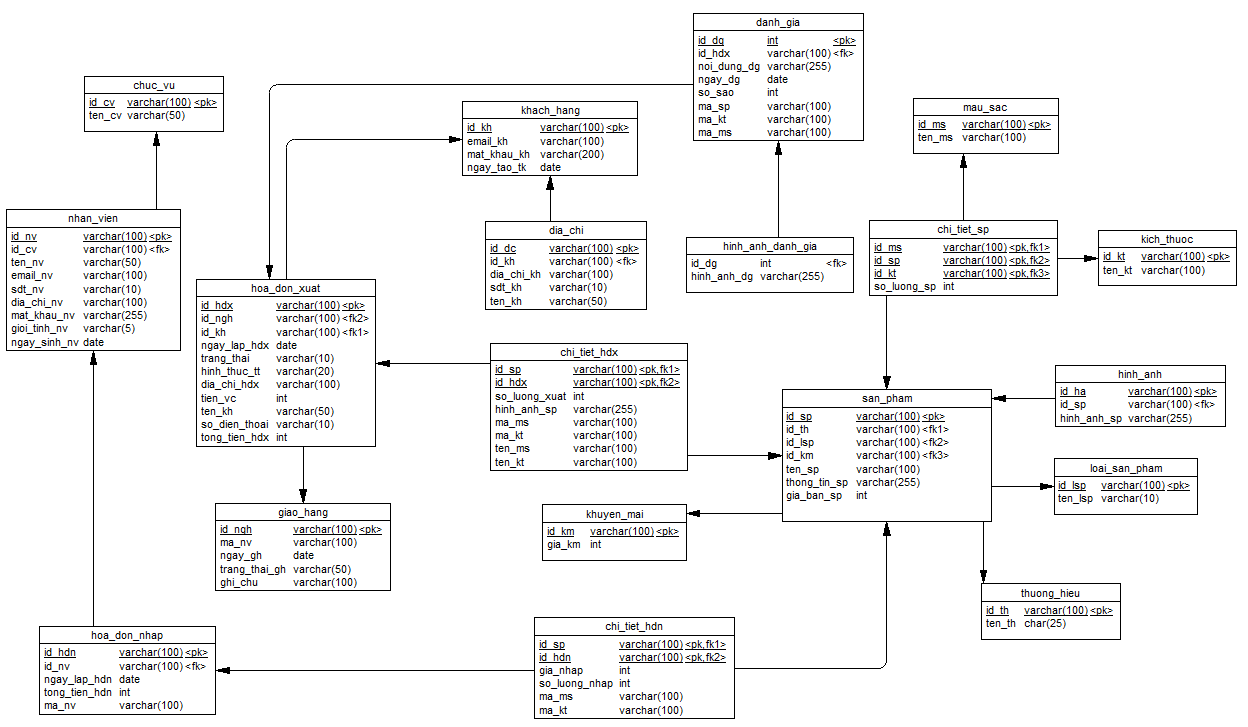 danh_gia
id_dg int <pk>
id_hdx varchar(100) <fk>
noi_dung_dg varchar(255)
ngay_dg date
so_sao int
ma_sp varchar(100)
ma_kt varchar(100)
ma_ms varchar(100)
chuc_vu
id_cv varchar(100) <pk>
ten_cv varchar(50)
khach_hang
id_kh varchar(100) <pk>
email_kh varchar(100)
mat_khau_kh varchar(200)
ngay_tao_tk date
mau_sac
id_ms varchar(100) <pk>
ten_ms varchar(100)
nhan_vien
id_nv varchar(100) <pk>
id_cv varchar(100) <fk>
ten_nv varchar(50)
email_nv varchar(100)
sdt_nv varchar(10)
dia_chi_nv varchar(100)
mat_khau_nv varchar(255)
gioi_tinh_nv varchar(5)
ngay_sinh_nv date
dia_chi
id_dc varchar(100) <pk>
id_kh varchar(100) <fk>
dia_chi_kh varchar(100)
sdt_kh varchar(10)
ten_kh varchar(50)
hinh_anh_danh_gia
id_dg int <fk>
hinh_anh_dg varchar(255)
chi_tiet_sp
id_ms varchar(100) <pk,fk1>
id_sp varchar(100) <pk,fk2>
id_kt varchar(100) <pk,fk3>
so_luong_sp int
kich_thuoc
id_kt varchar(100) <pk>
ten_kt varchar(100)
hoa_don_xuat
id_hdx varchar(100) <pk>
id_ngh varchar(100) <fk2>
id_kh varchar(100) <fk1>
ngay_lap_hdx date
trang_thai varchar(10)
hinh_thuc_tt varchar(20)
dia_chi_hdx varchar(100)
tien_vc int
ten_kh varchar(50)
so_dien_thoai varchar(10)
tong_tien_hdx int
chi_tiet_hdx
id_sp varchar(100) <pk,fk1>
id_hdx varchar(100) <pk,fk2>
so_luong_xuat int
hinh_anh_sp varchar(255)
ma_ms varchar(100)
ma_kt varchar(100)
ten_ms varchar(100)
ten_kt varchar(100)
san_pham
id_sp varchar(100) <pk>
id_th varchar(100) <fk1>
id_lsp varchar(100) <fk2>
id_km varchar(100) <fk3>
ten_sp varchar(100)
thong_tin_sp varchar(255)
gia_ban_sp int
hinh_anh
id_ha varchar(100) <pk>
id_sp varchar(100) <fk>
hinh_anh_sp varchar(255)
loai_san_pham
id_lsp varchar(100) <pk>
ten_lsp varchar(10)
giao_hang
id_ngh varchar(100) <pk>
ma_nv varchar(100)
ngay_gh date
trang_thai_gh varchar(50)
ghi_chu varchar(100)
khuyen_mai
id_km varchar(100) <pk>
gia_km int
thuong_hieu
id_th varchar(100) <pk>
ten_th char(25)
hoa_don_nhap
id_hdn varchar(100) <pk>
id_nv varchar(100) <fk>
ngay_lap_hdn date
tong_tien_hdn int
ma_nv varchar(100)
chi_tiet_hdn
id_sp varchar(100) <pk,fk1>
id_hdn varchar(100) <pk,fk2>
gia_nhap int
so_luong_nhap int
ma_ms varchar(100)
ma_kt varchar(100)